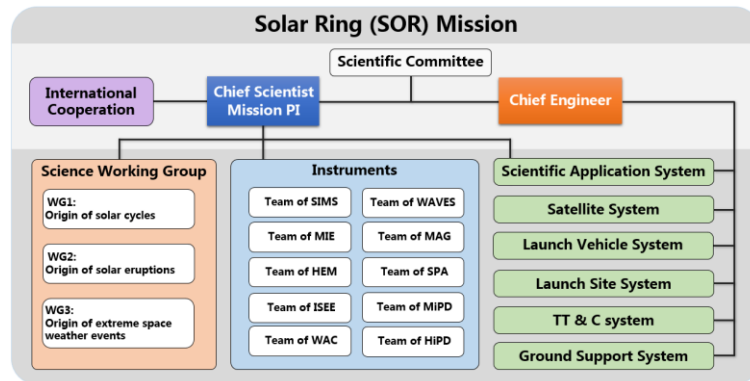 Solar Ring (SOR) Mission
Scientific Committee
International
Cooperation
Chief Scientist
Mission PI
Chief Engineer
Science Working Group
WG1:
Origin of solar cycles
WG2:
Origin of solar eruptions
WG3:
Origin of extreme space
weather events
Instruments
Team of SIMS
Team of WAVES
Team of MIE
Team of MAG
Team of HEM
Team of SPA
Team of ISEE
Team of MiPD
Team of WAC
Team of HiPD
Scientific Application System
Satellite System
Launch Vehicle System
Launch Site System
TT & C system
Ground Support System